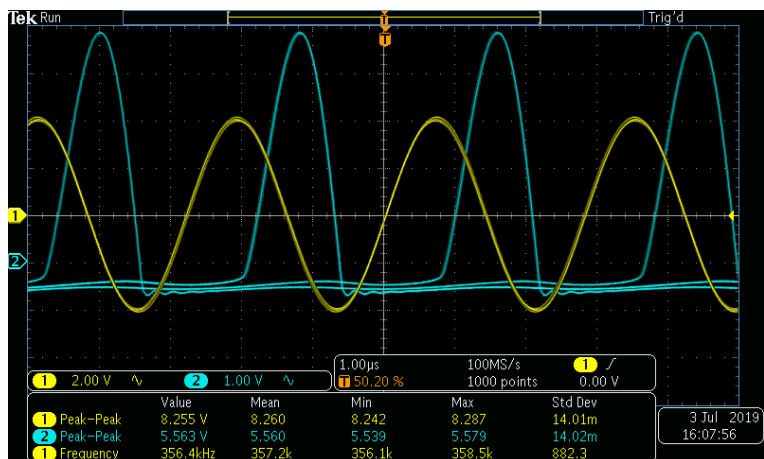 Tek Run Trig'd
T
T
1
2
1 2.00 V 2 1.00 V
1.00µs 100MS/s 1
T 50.20 % 1000 points 0.00 V
Value Mean Min Max Std Dev
1 Peak-Peak 8.255 V 8.260 8.242 8.287 14.01m
2 Peak-Peak 5.563 V 5.560 5.539 5.579 14.02m
1 Frequency 356.4kHz 357.2k 356.1k 358.5k 882.3
3 Jul 2019
16:07:56